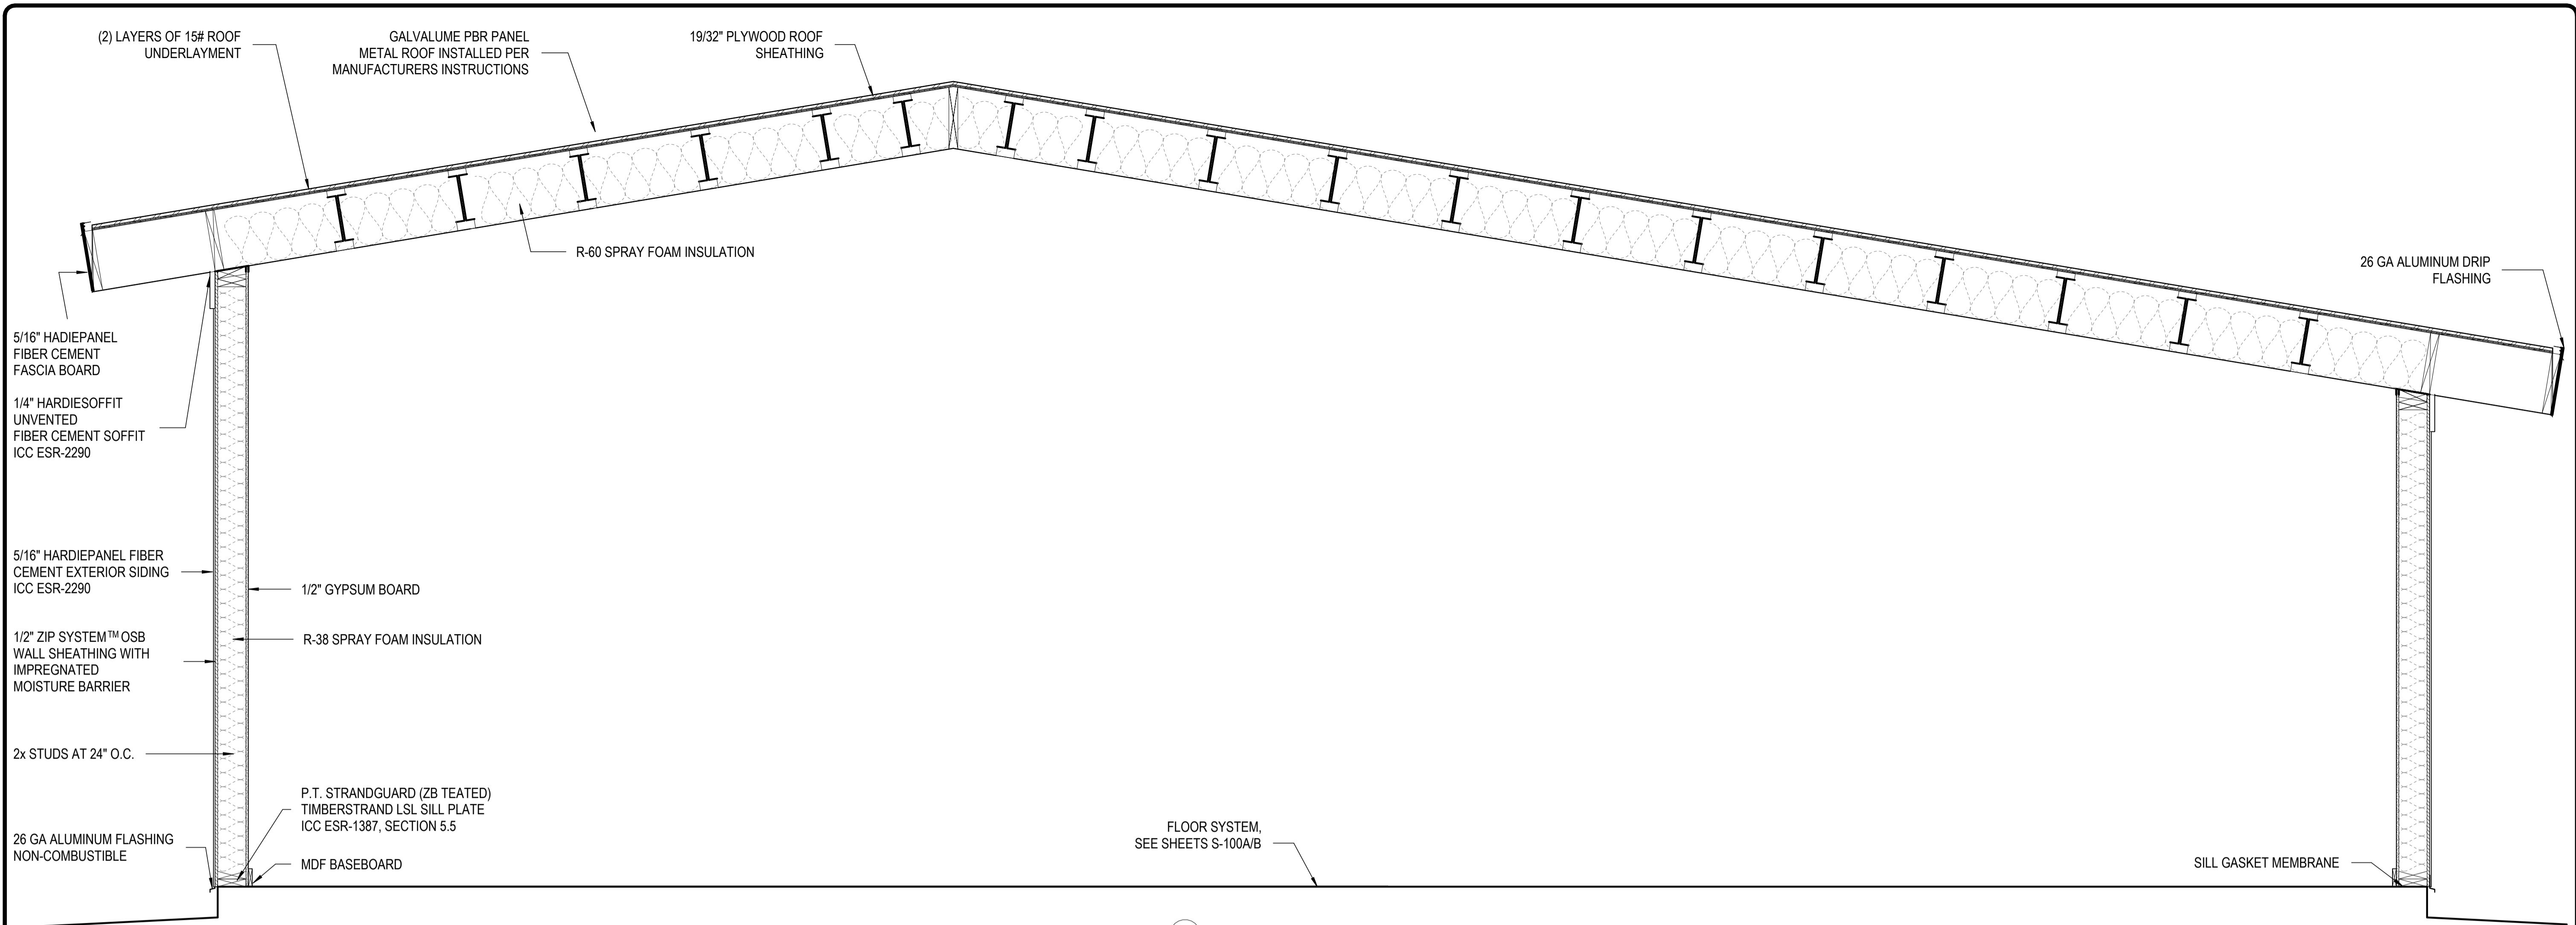 (2) LAYERS OF 15# ROOF
UNDERLAYMENT
GALVALUME PBR PANEL
METAL ROOF INSTALLED PER
MANUFACTURERS INSTRUCTIONS
19/32" PLYWOOD ROOF
SHEATHING
R-60 SPRAY FOAM INSULATION
26 GA ALUMINUM DRIP
FLASHING
5/16" HADIEPANEL
FIBER CEMENT
FASCIA BOARD
1/4" HARDIESOFFIT
UNVENTED
FIBER CEMENT SOFFIT
ICC ESR-2290
5/16" HARDIEPANEL FIBER
CEMENT EXTERIOR SIDING
ICC ESR-2290
1/2" GYPSUM BOARD
1/2" ZIP SYSTEM™ OSB
WALL SHEATHING WITH
IMPREGNATED
MOISTURE BARRIER
R-38 SPRAY FOAM INSULATION
2x STUDS AT 24" O.C.
P.T. STRANDGUARD (ZB TEATED)
TIMBERSTRAND LSL SILL PLATE
ICC ESR-1387, SECTION 5.5
26 GA ALUMINUM FLASHING
NON-COMBUSTIBLE
MDF BASEBOARD
FLOOR SYSTEM,
SEE SHEETS S-100A/B
SILL GASKET MEMBRANE